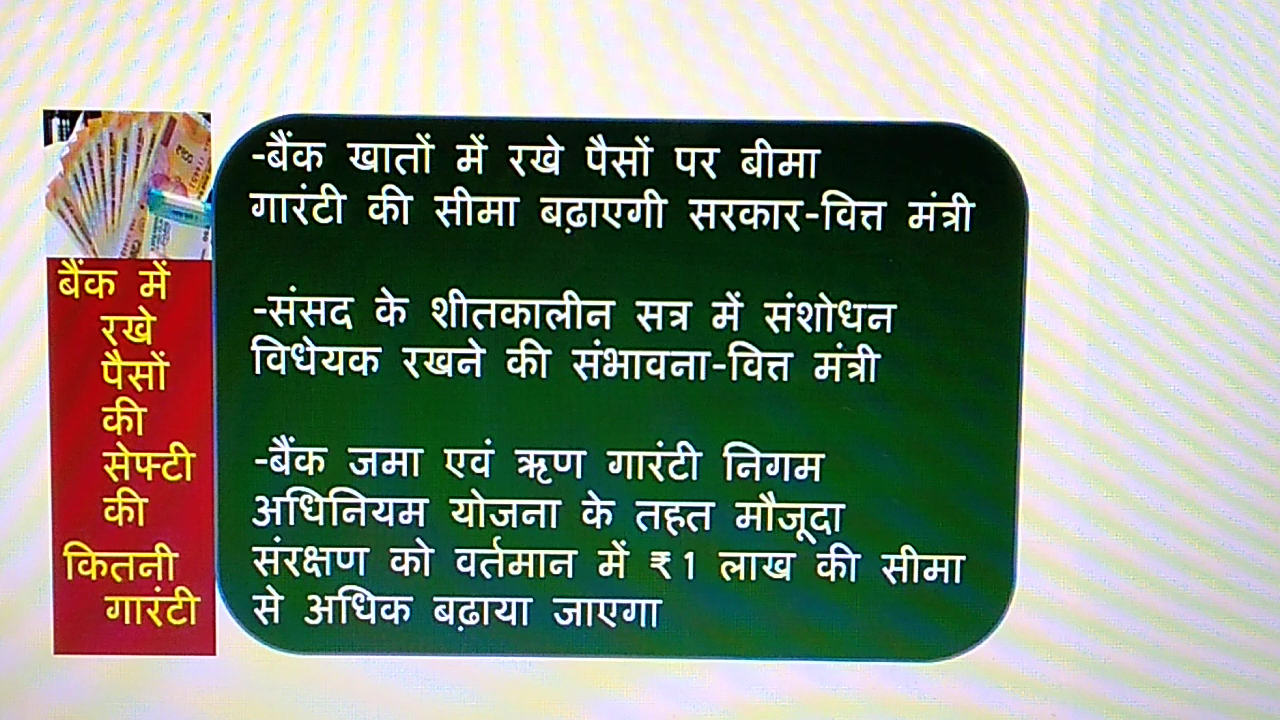 बैंक में
रखे
पैसों
की
सेफ्टी
की
कितनी
गारंटी
-बैंक खातों में रखे पैसों पर बीमा
गारंटी की सीमा बढ़ाएगी सरकार-वित्त मंत्री
-संसद के शीतकालीन सत्र में संशोधन
विधेयक रखने की संभावना-वित्त मंत्री
-बैंक जमा एवं ऋण गारंटी निगम
अधिनियम योजना के तहत मौजूदा
संरक्षण को वर्तमान में ₹1 लाख की सीमा
से अधिक बढ़ाया जाएगा